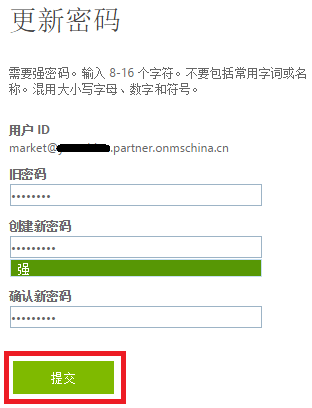 更新密码
需要强密码。输入 8-16 个字符。不要包括常用字词或名
称。混用大小写字母、数字和符号。
用户 ID
market@ .partner.onmschina.cn
旧密码
••••••••
创建新密码
•••••••••
强
确认新密码
•••••••••
提交